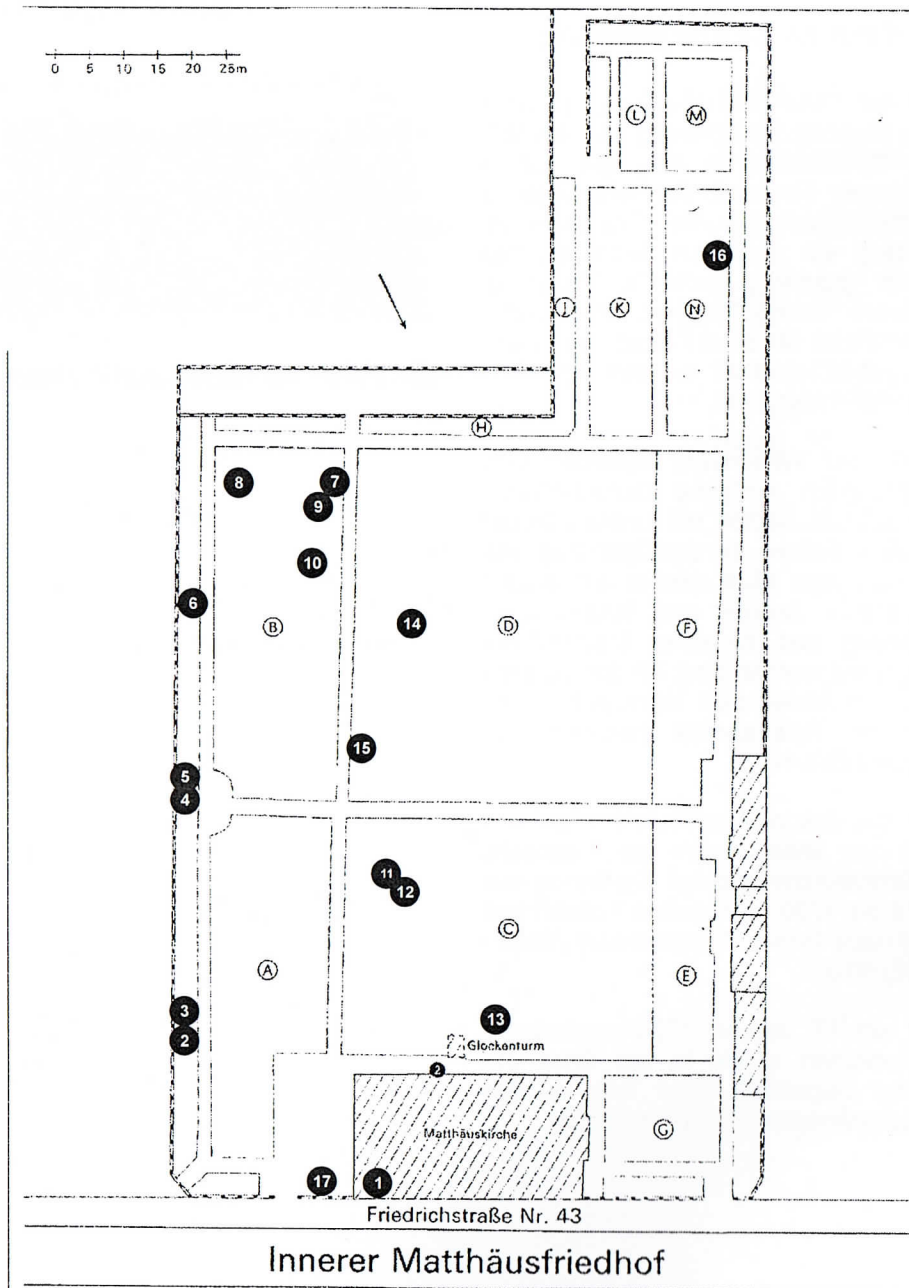 0 5 10 15 20 25m
L M
16
J K N
H
8 7
9
10
6
B 14 D F
15
5
4
11
12
C
A E
3
13
2
Glockenturm
2
Matthäuskirche G
17 1
Friedrichstraße Nr. 43
Innerer Matthäusfriedhof